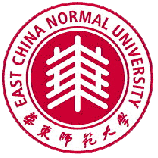 EAST CHINA NORMAL UNIVERSITY
華東師範大學